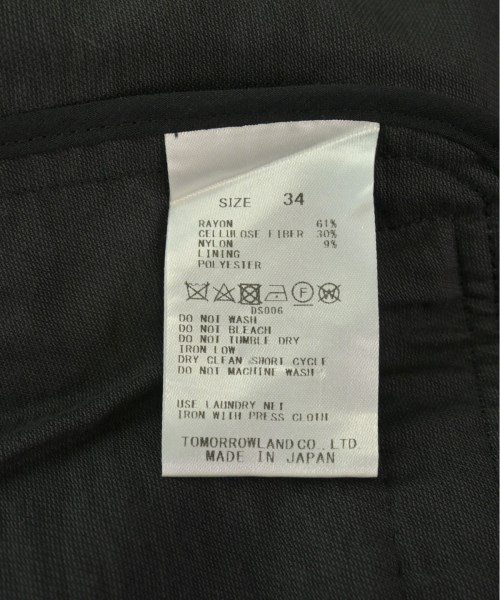 SIZE 34
RAYON 61%
CELLULOSE FIBER 30%
NYLON 9%
LINING
POLYESTER
DS006
DO NOT WASH
DO NOT BLEACH
DO NOT TUMBLE DRY
IRON LOW
DRY CLEAN SHORT CYCLE
DO NOT MACHINE WASH
USE LAUNDRY NET
IRON WITH PRESS CLOTH
TOMORROWLAND CO., LTD.
MADE IN JAPAN